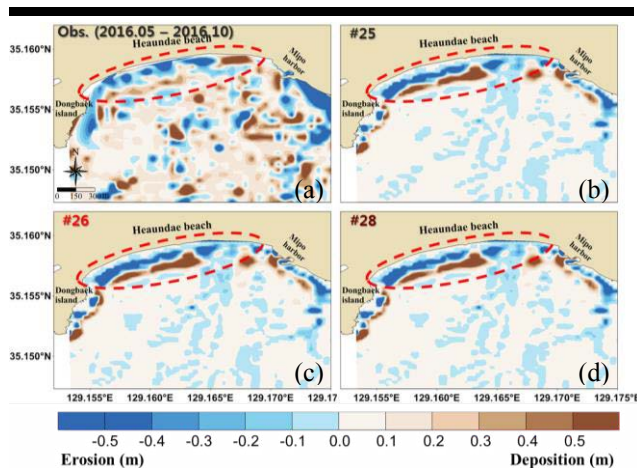 Obs. (2016.05 – 2016.10)
Heaundae beach
Mipo harbor
Dongback island
N
0 150
(a)
35.160°N
35.155°N
35.150°N
#25
Heaundae beach
Mipo harbor
Dongback island
(b)
#26
Heaundae beach
Mipo harbor
Dongback island
(c)
35.160°N
35.155°N
35.150°N
129.155°E 129.160°E 129.165°E 129.170°E 129.17
#28
Heaundae beach
Mipo harbor
Dongback island
(d)
129.155°E 129.160°E 129.165°E 129.170°E 129.175°E
-0.5 -0.4 -0.3 -0.2 -0.1 0.0 0.1 0.2 0.3 0.4 0.5
Erosion (m) Deposition (m)